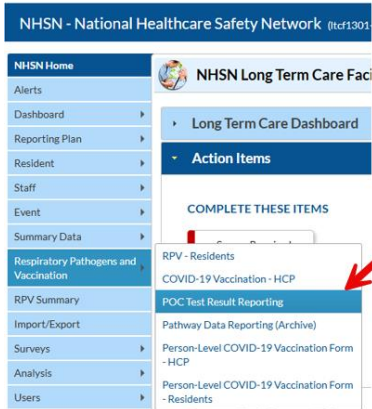 NHSN - National Healthcare Safety Network (ltcf1301-
NHSN Home
NHSN Long Term Care Faci
Alerts
Dashboard
Long Term Care Dashboard
Reporting Plan
Resident
Action Items
Staff
Event
COMPLETE THESE ITEMS
Summary Data
Respiratory Pathogens and
Vaccination
RPV - Residents
COVID-19 Vaccination - HCP
RPV Summary
POC Test Result Reporting
Import/Export
Pathway Data Reporting (Archive)
Surveys
Person-Level COVID-19 Vaccination Form
- HCP
Analysis
Person-Level COVID-19 Vaccination Form
- Residents
Users